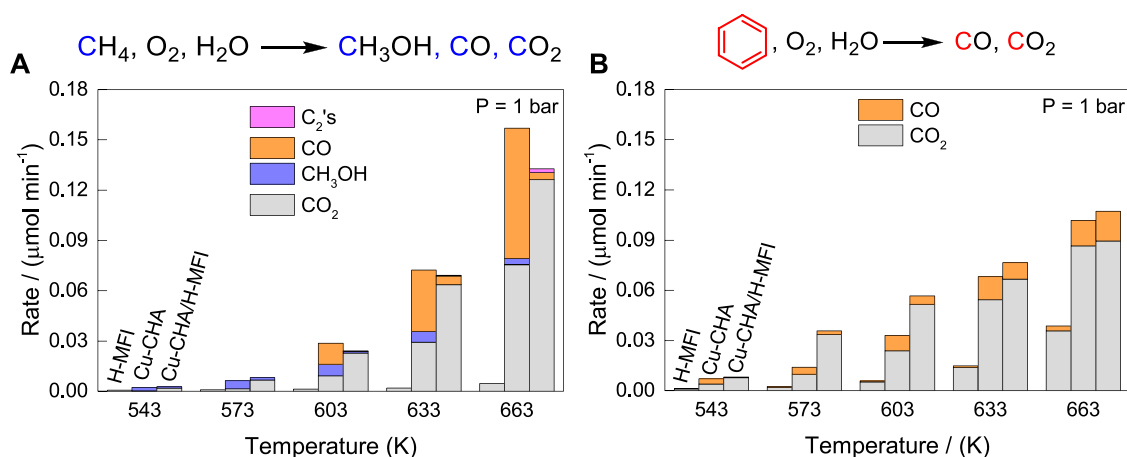 CH₄, O₂, H₂O → CH₃OH, CO, CO₂
A
P = 1 bar
C₂'s
CO
CH₃OH
CO₂
Rate / (μmol min⁻¹)
0.18
0.15
0.12
0.09
0.06
0.03
0.00
H-MFI
Cu-CHA
Cu-CHA/H-MFI
543 573 603 633 663
Temperature (K)
, O₂, H₂O → CO, CO₂
B
P = 1 bar
CO
CO₂
Rate / (μmol min⁻¹)
0.18
0.15
0.12
0.09
0.06
0.03
0.00
H-MFI
Cu-CHA
Cu-CHA/H-MFI
543 573 603 633 663
Temperature / (K)